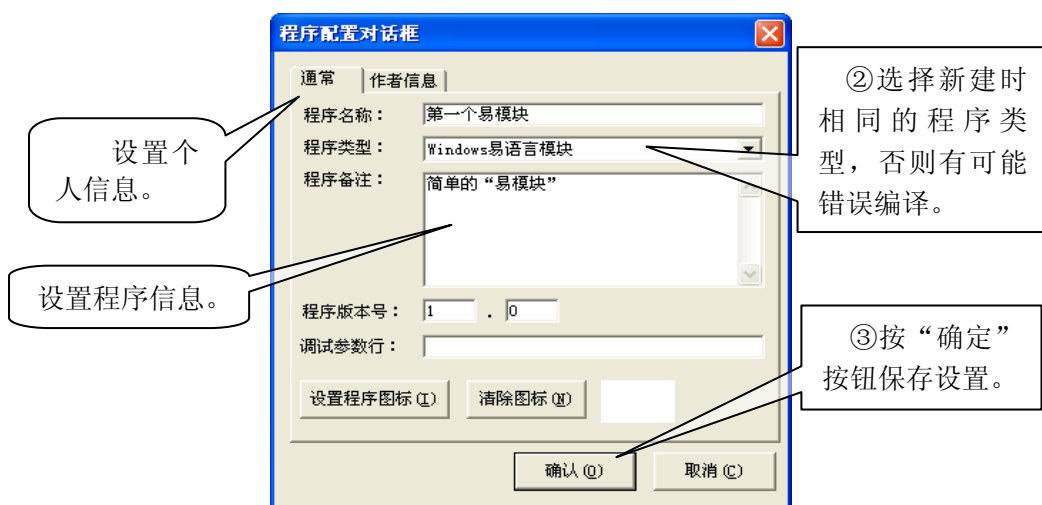 程序配置对话框
通常
作者信息
程序名称：
第一个易模块
程序类型：
Windows易语言模块
程序备注：
简单的“易模块”
程序版本号：
1
.
0
调试参数行：
设置程序图标(I)
清除图标(N)
确认(O)
取消(C)
设置个
人信息。
设置程序信息。
②选择新建时
相同的程序类
型，否则有可能
错误编译。
③按“确定”
按钮保存设置。